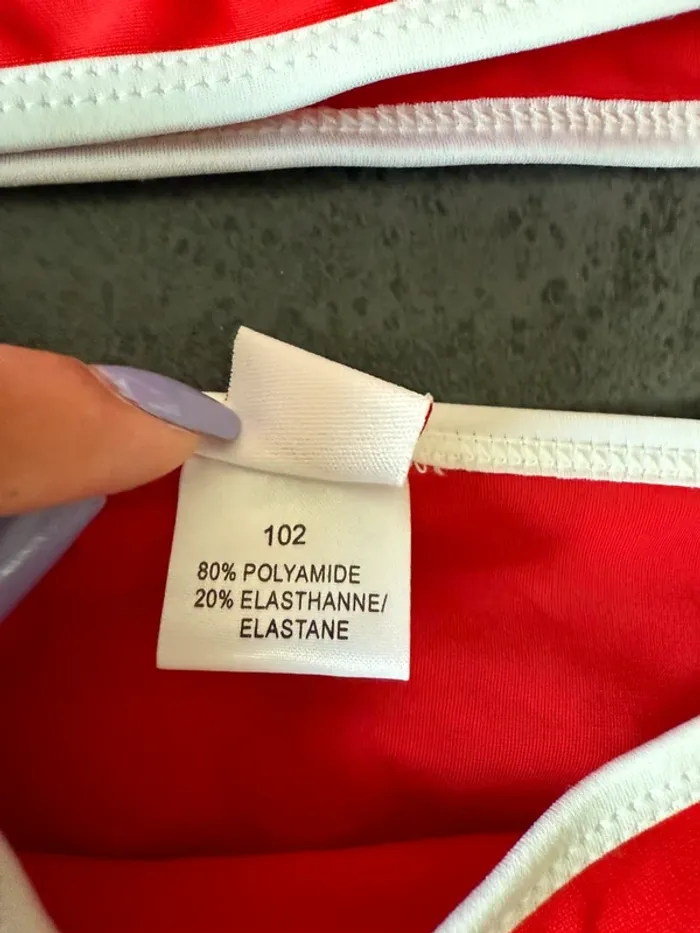 102
80% POLYAMIDE
20% ELASTHANNE/
ELASTANE